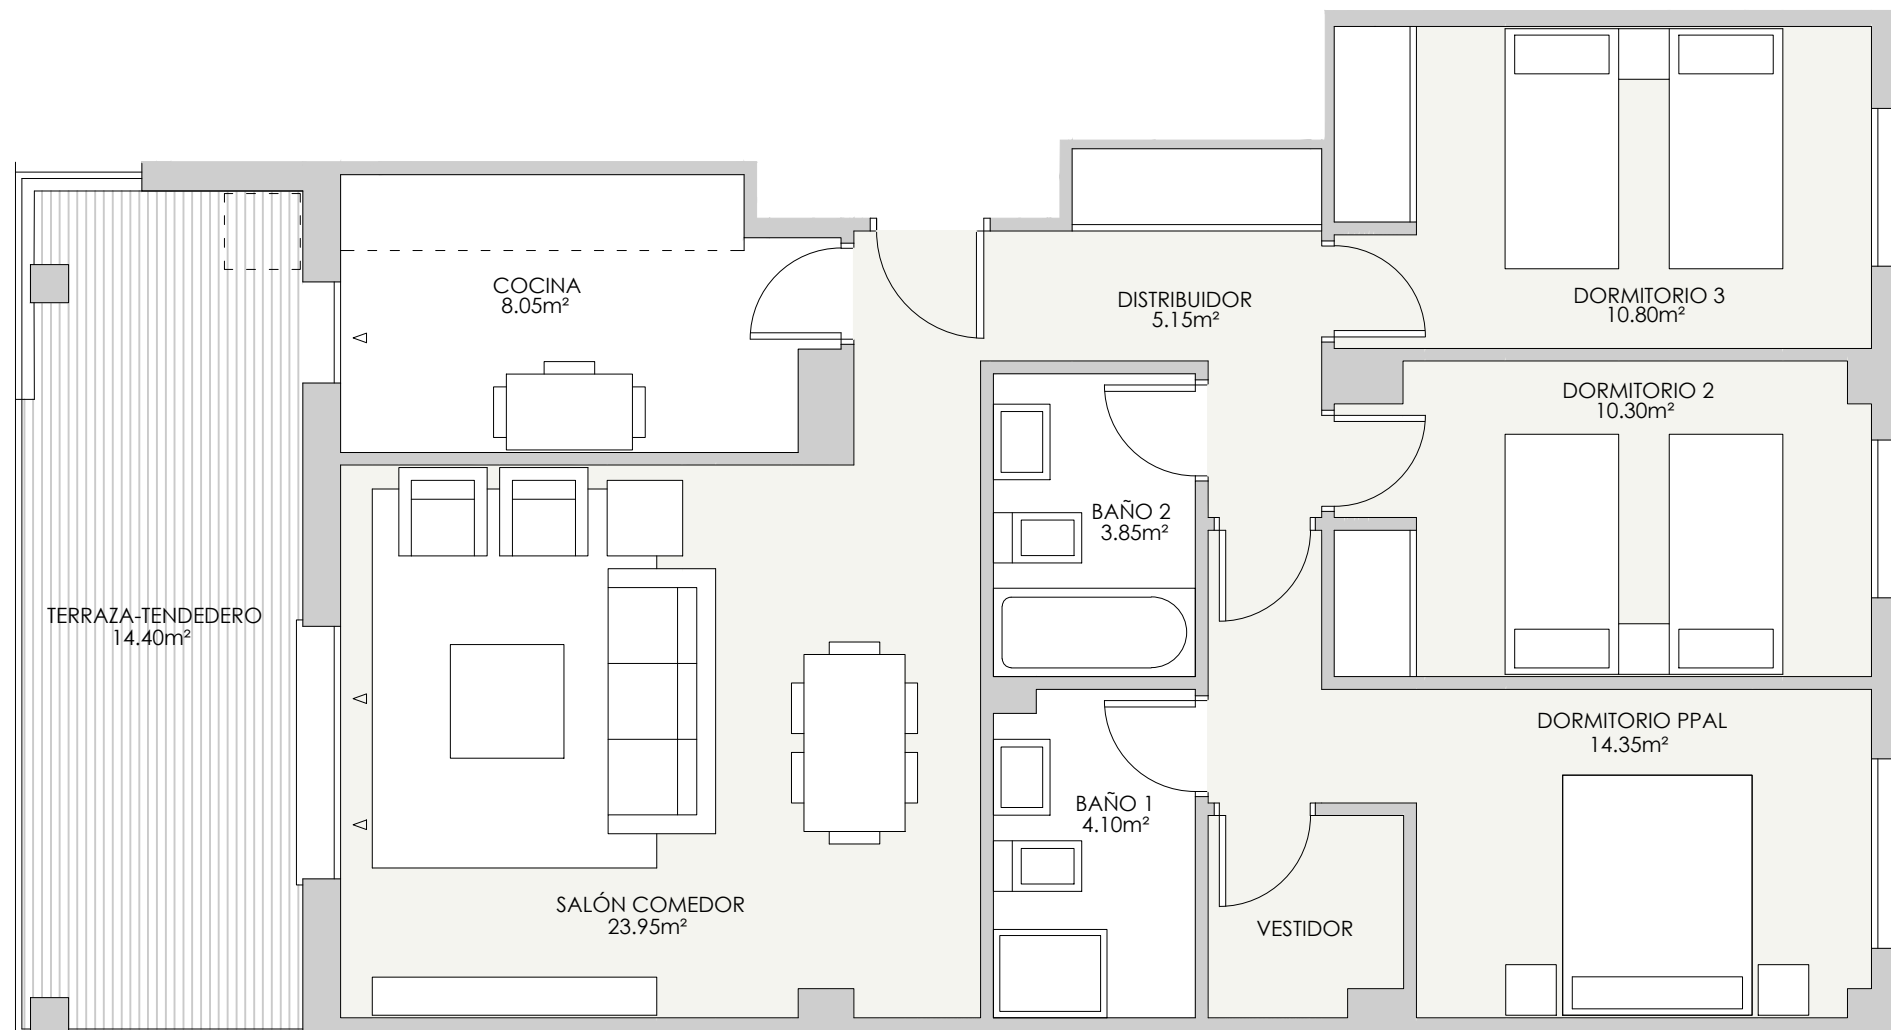 COCINA
8.05m²
DISTRIBUIDOR
5.15m²
DORMITORIO 3
10.80m²
DORMITORIO 2
10.30m²
BAÑO 2
3.85m²
TERRAZA-TENDEDERO
14.40m²
DORMITORIO PPAL
14.35m²
BAÑO 1
4.10m²
SALÓN COMEDOR
23.95m²
VESTIDOR